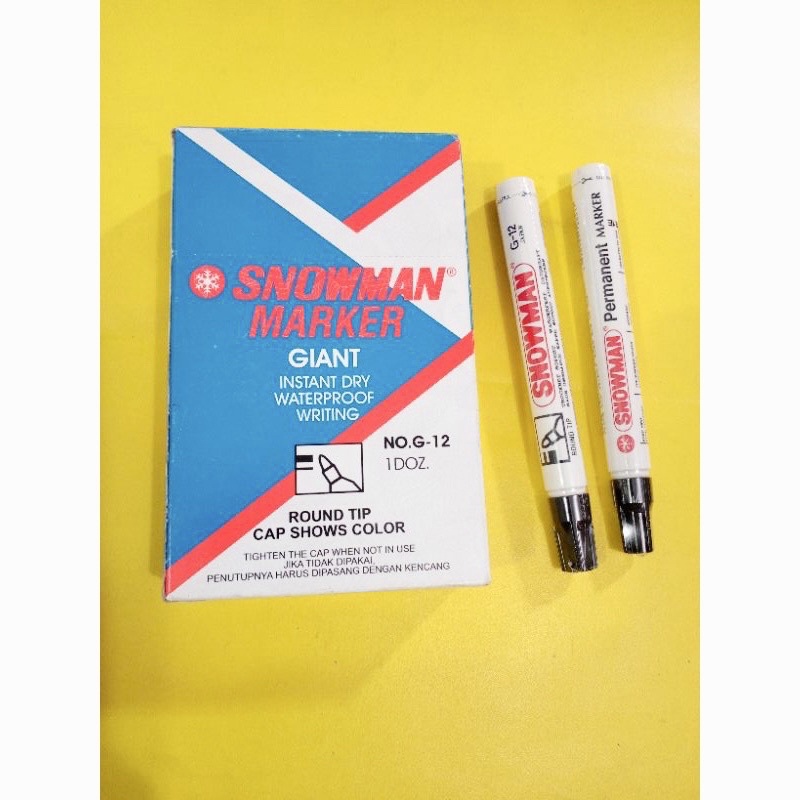 SNOWMAN®
MARKER
GIANT
INSTANT DRY
WATERPROOF
WRITING
NO.G-12
1DOZ.
ROUND TIP
CAP SHOWS COLOR
TIGHTEN THE CAP WHEN NOT IN USE
JIKA TIDAK DIPAKAI,
PENUTUPNYA HARUS DIPASANG DENGAN KENCANG
SNOWMAN®
G-12
ROUND TIP
SNOWMAN® Permanent MARKER